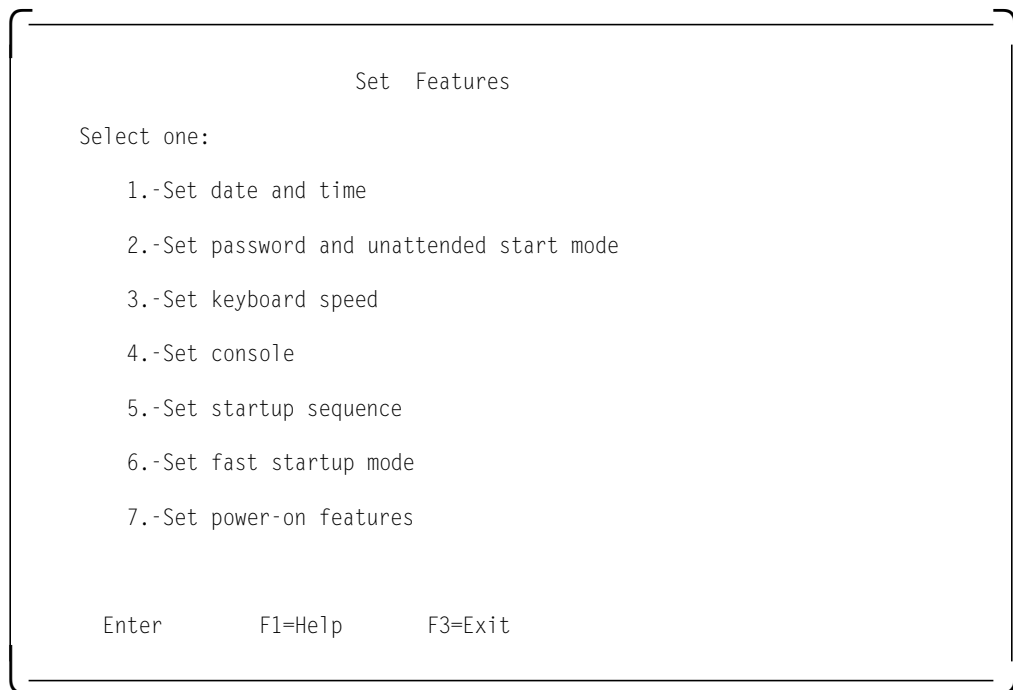 Set Features
Select one:
1.-Set date and time
2.-Set password and unattended start mode
3.-Set keyboard speed
4.-Set console
5.-Set startup sequence
6.-Set fast startup mode
7.-Set power-on features
Enter F1=Help F3=Exit